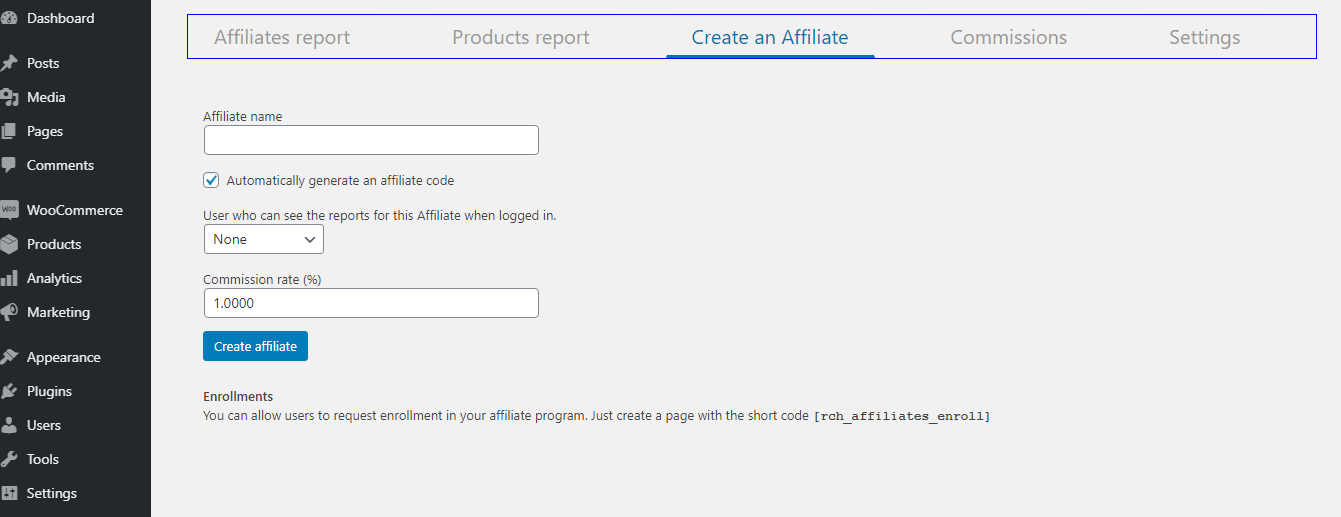 Dashboard
Posts
Media
Pages
Comments
woo WooCommerce
Products
Analytics
Marketing
Appearance
Plugins
Users
Tools
Settings
Affiliates report Products report Create an Affiliate Commissions Settings
Affiliate name
Automatically generate an affiliate code
User who can see the reports for this Affiliate when logged in.
None
Commission rate (%)
1.0000
Create affiliate
Enrollments
You can allow users to request enrollment in your affiliate program. Just create a page with the short code [rch_affiliates_enroll]